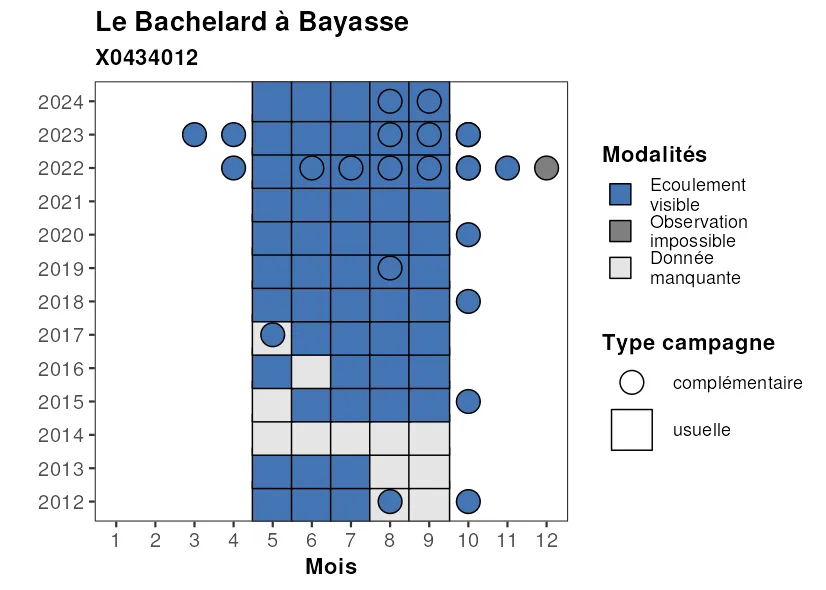 Le Bachelard à Bayasse
X0434012
2024
2023
2022
2021
2020
2019
2018
2017
2016
2015
2014
2013
2012
1 2 3 4 5 6 7 8 9 10 11 12
Mois
Modalités
Ecoulement
visible
Observation
impossible
Donnée
manquante
Type campagne
complémentaire
usuelle